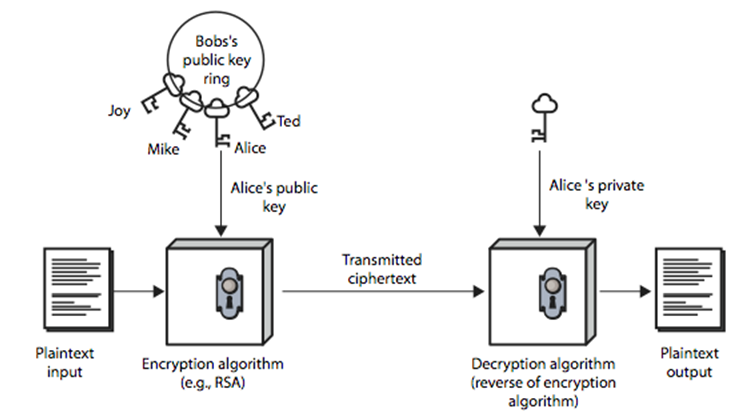 Bobs's
public key
ring
Joy
Ted
Mike
Alice
Alice's public
key
Alice 's private
key
Transmitted
ciphertext
Plaintext
input
Encryption algorithm
(e.g., RSA)
Decryption algorithm
(reverse of encryption
algorithm)
Plaintext
output